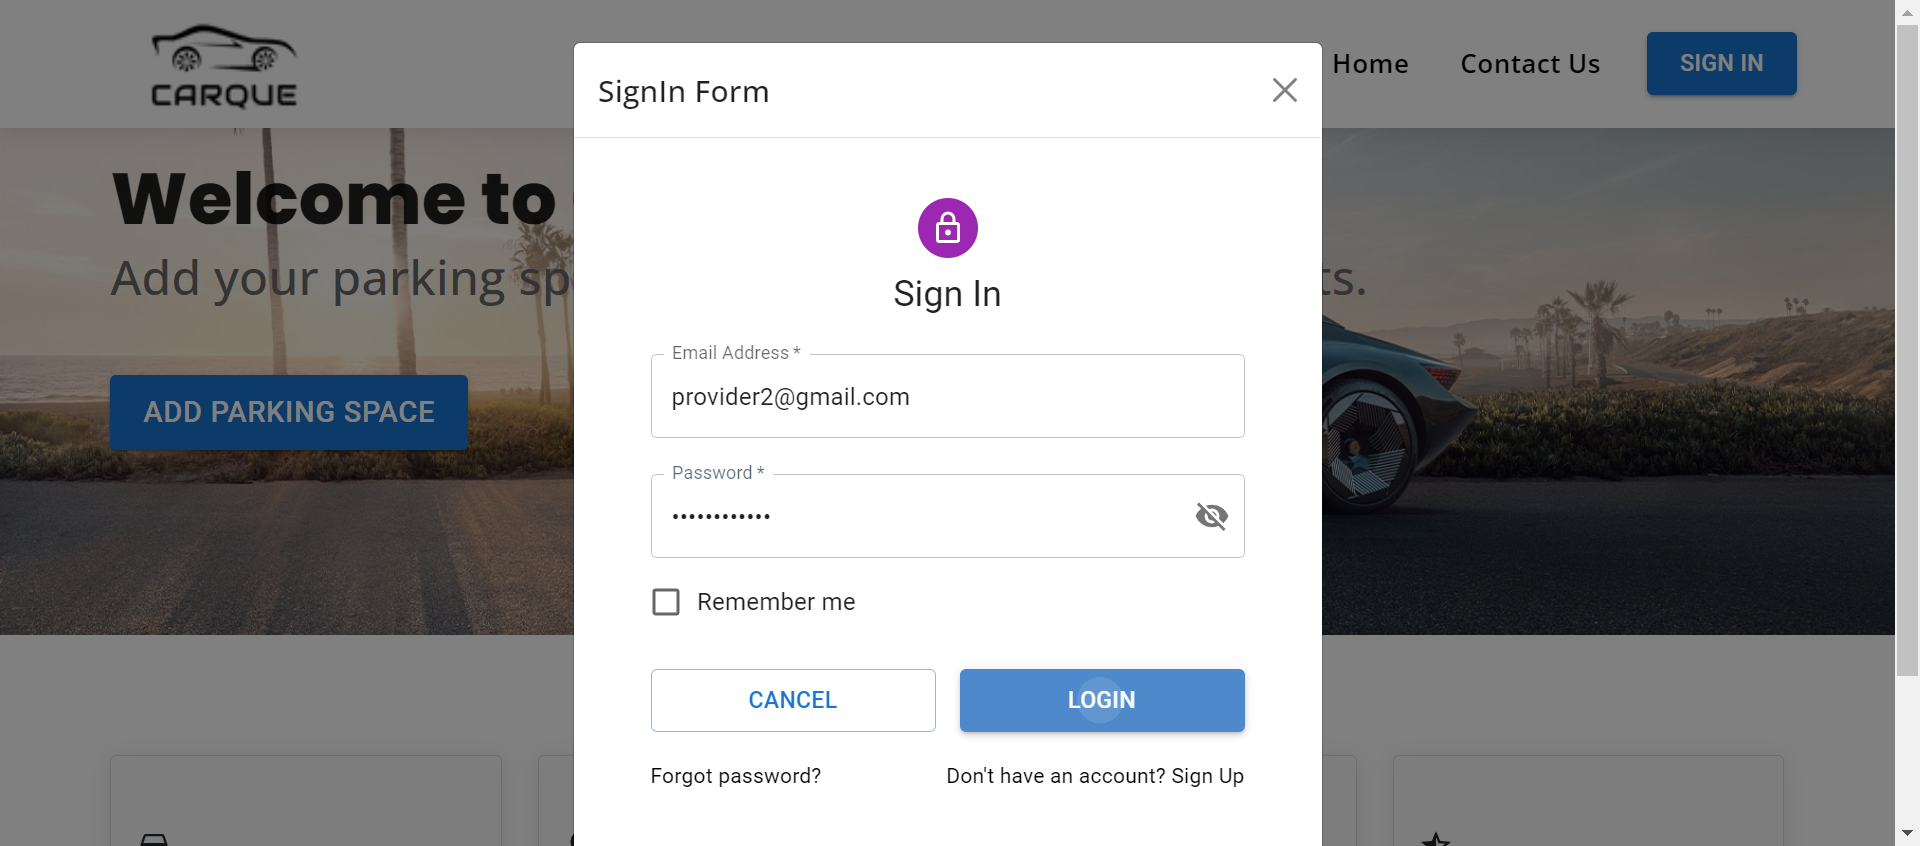 CARQUE
Home
Contact Us
SIGN IN
Welcome to
Add your parking sp
ts.
ADD PARKING SPACE
SignIn Form
Sign In
Email Address *
provider2@gmail.com
Password *
••••••••••••
Remember me
CANCEL
LOGIN
Forgot password?
Don't have an account? Sign Up